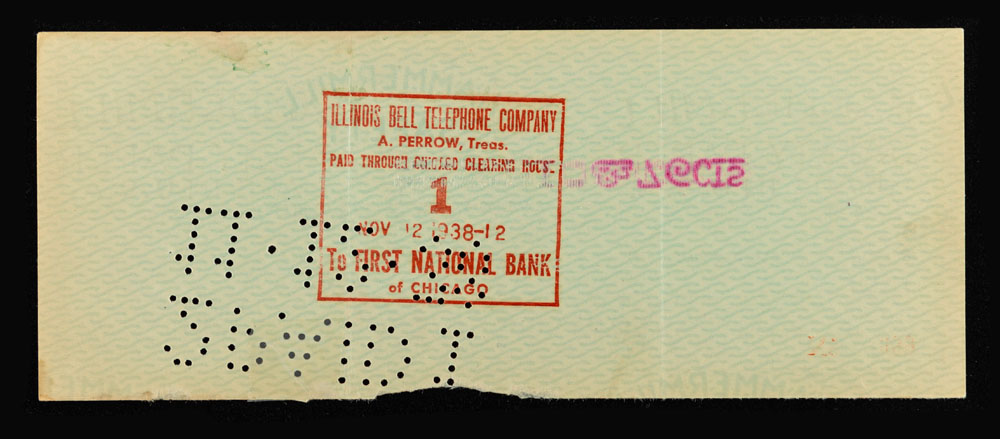 ILLINOIS BELL TELEPHONE COMPANY
A. PERROW, Treas.
PAID THROUGH CHICAGO CLEARING HOUSE
1
NOV 12 1938-12
To FIRST NATIONAL BANK
of CHICAGO